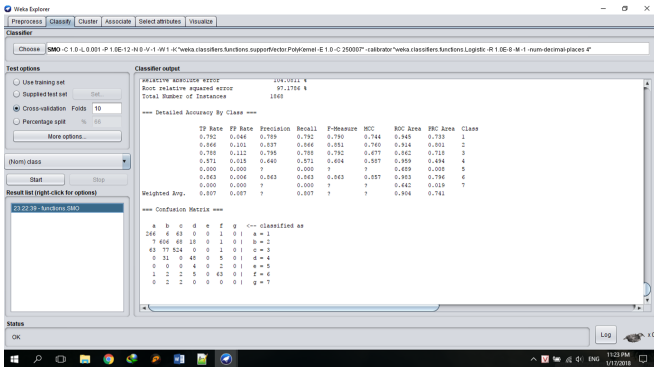 Weka Explorer
Preprocess Classify Cluster Associate Select attributes Visualize
Classifier
Choose SMO -C 1.0 -L 0.001 -P 1.0E-12 -N 0 -V -1 -W 1 -K "weka.classifiers.functions.supportVector.PolyKernel -E 1.0 -C 250007" -calibrator "weka.classifiers.functions.Logistic -R 1.0E-8 -M -1 -num-decimal-places 4"
Test options
Use training set
Supplied test set Set...
Cross-validation Folds 10
Percentage split % 66
More options...
(Nom) class
Start Stop
Result list (right-click for options)
23:22:39 - functions.SMO
Classifier output
Relative absolute error 104.0811 %
Root relative squared error 97.1786 %
Total Number of Instances 1868
=== Detailed Accuracy By Class ===
TP Rate FP Rate Precision Recall F-Measure MCC ROC Area PRC Area Class
0.792 0.046 0.789 0.792 0.790 0.744 0.945 0.733 1
0.866 0.101 0.837 0.866 0.851 0.760 0.914 0.801 2
0.788 0.112 0.795 0.788 0.792 0.677 0.862 0.718 3
0.571 0.015 0.640 0.571 0.604 0.587 0.959 0.494 4
0.000 0.000 ? 0.000 ? ? 0.689 0.008 5
0.863 0.006 0.863 0.863 0.863 0.857 0.983 0.796 6
0.000 0.000 ? 0.000 ? ? 0.642 0.019 7
Weighted Avg. 0.807 0.087 ? 0.807 ? ? 0.904 0.741
=== Confusion Matrix ===
a b c d e f g <-- classified as
266 6 63 0 0 1 0 | a = 1
7 606 68 18 0 1 0 | b = 2
63 77 524 0 0 1 0 | c = 3
0 31 0 48 0 5 0 | d = 4
0 0 0 4 0 2 0 | e = 5
1 2 2 5 0 63 0 | f = 6
0 2 2 0 0 0 0 | g = 7
Status
OK
Log x 0
ENG 11:23 PM
1/17/2018